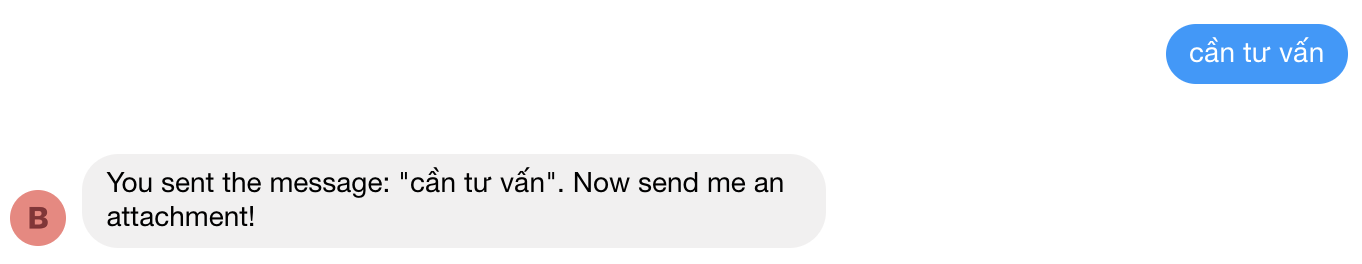 cần tư vấn
You sent the message: "cần tư vấn". Now send me an
attachment!
B